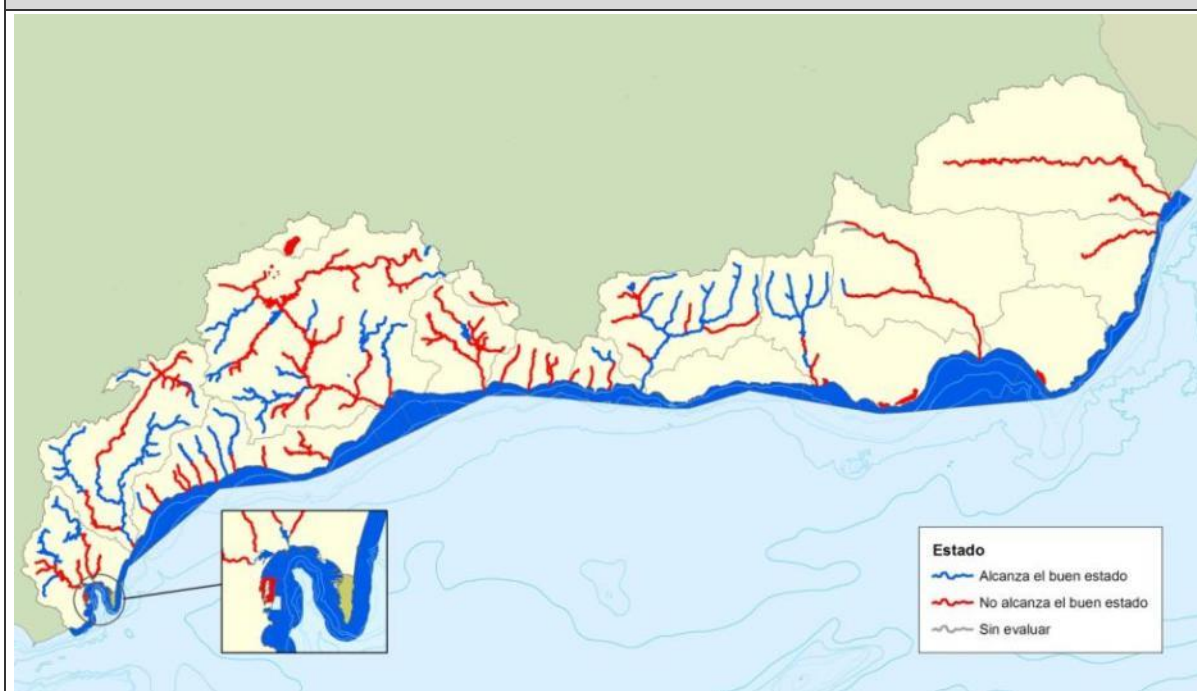 Estado
Alcanza el buen estado
No alcanza el buen estado
Sin evaluar